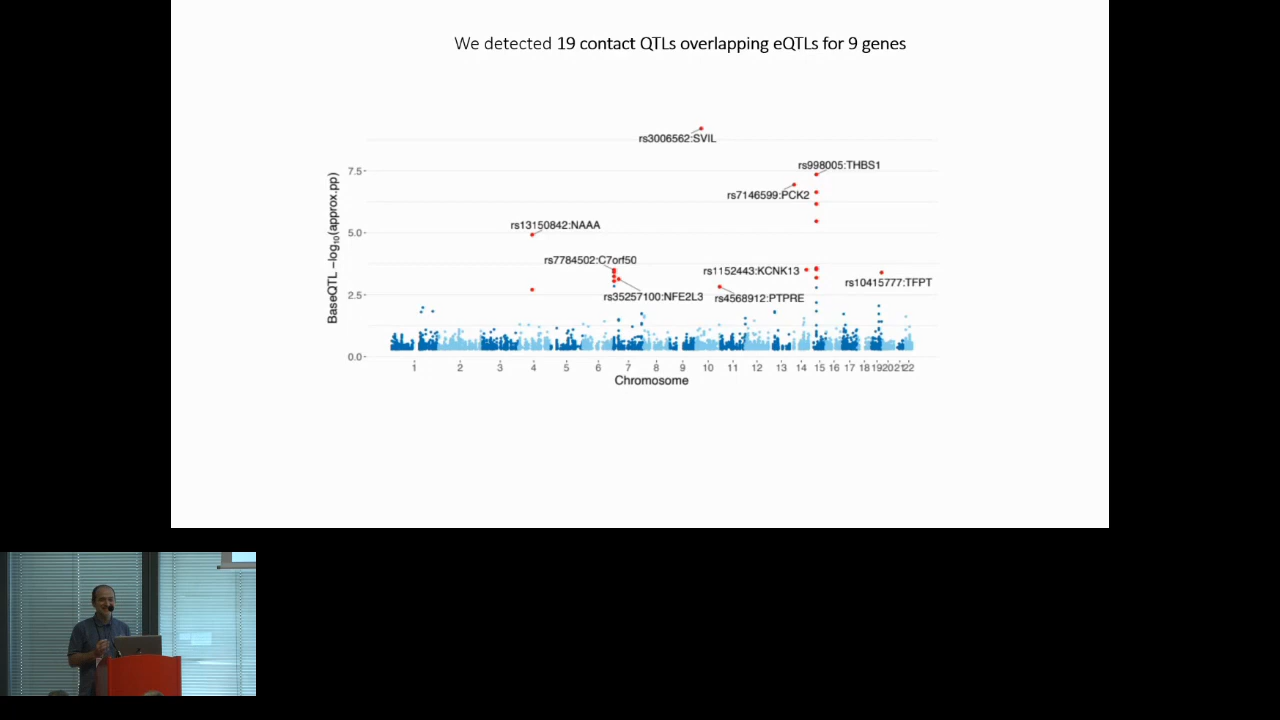 We detected 19 contact QTLs overlapping eQTLs for 9 genes
rs3006562:SVIL
rs998005:THBS1
rs7146599:PCK2
rs13150842:NAAA
rs7784502:C7orf50
rs1152443:KCNK13
rs10415777:TFPT
rs35257100:NFE2L3
rs4568912:PTPRE
BaseQTL −log10(approx.pp)
7.5
5.0
2.5
0.0
1 2 3 4 5 6 7 8 9 10 11 12 13 14 15 16 17 18 19 20 21 22
Chromosome